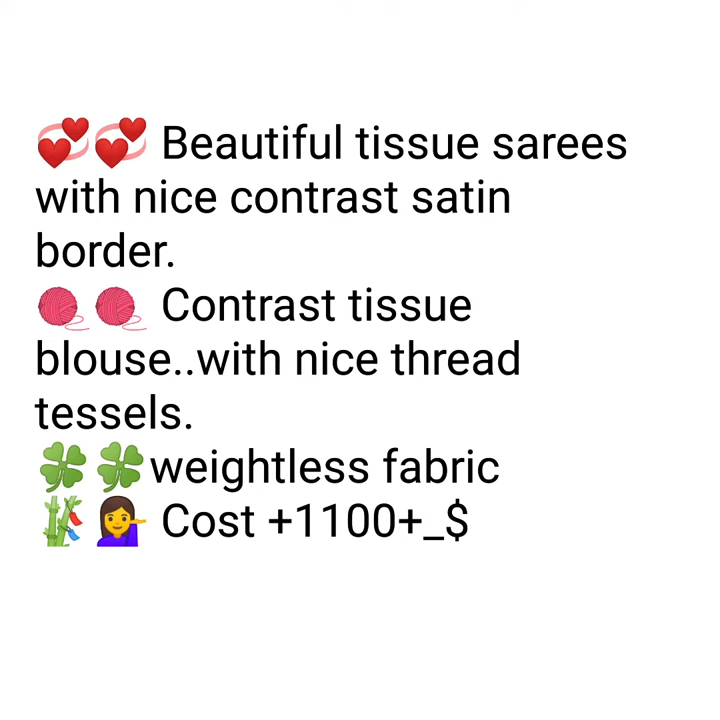 💞💞 Beautiful tissue sarees
with nice contrast satin
border.
🧶🧶 Contrast tissue
blouse..with nice thread
tessels.
🍀🍀weightless fabric
🎋💁‍♀️ Cost +1100+_$